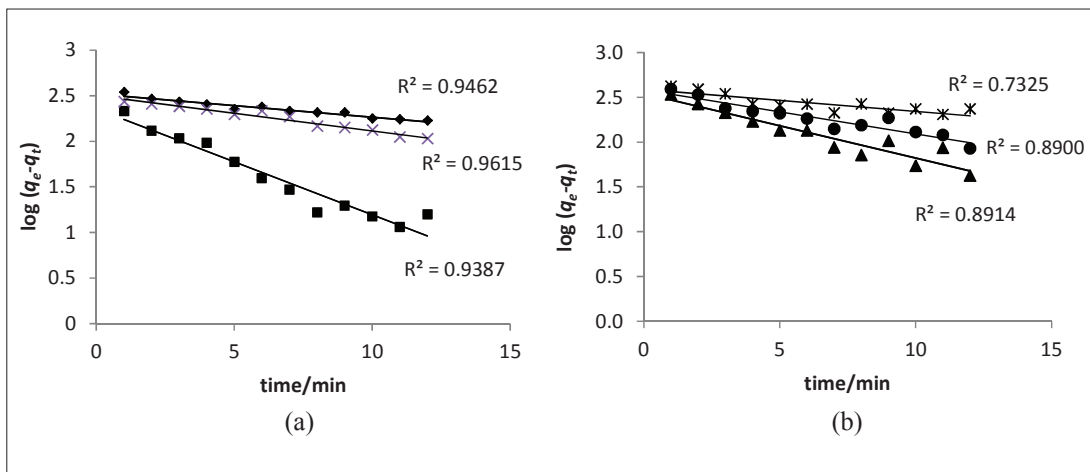 3
2.5
2
1.5
1
0.5
0
0
5
10
15
log (qe-qt)
time/min
R² = 0.9462
R² = 0.9615
R² = 0.9387
(a)
3.0
2.5
2.0
1.5
1.0
0.5
0.0
0
5
10
15
log (qe-qt)
time/min
R² = 0.7325
R² = 0.8900
R² = 0.8914
(b)